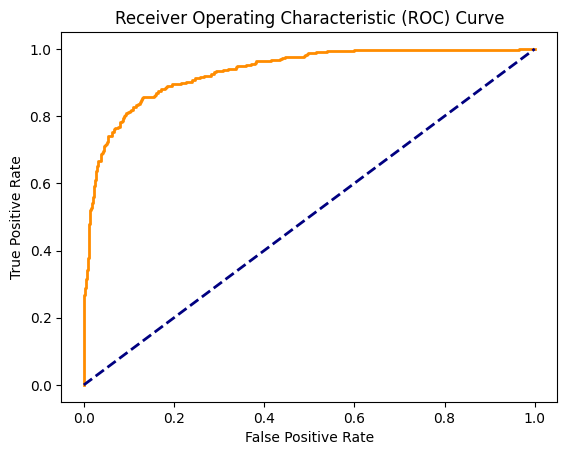 Receiver Operating Characteristic (ROC) Curve
True Positive Rate
1.0
0.8
0.6
0.4
0.2
0.0
0.0 0.2 0.4 0.6 0.8 1.0
False Positive Rate